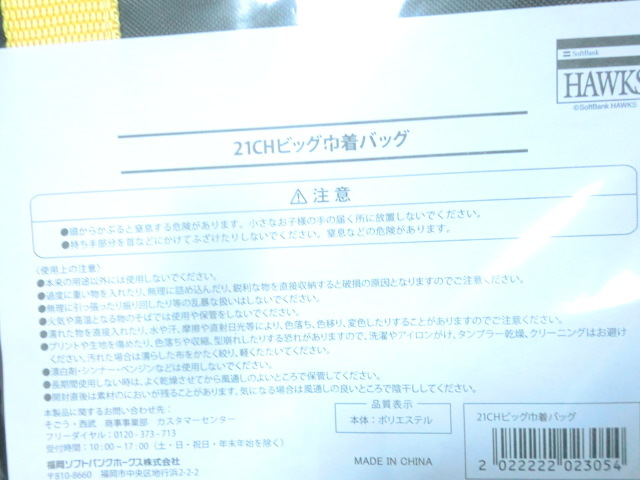 SoftBank
HAWKS
©SoftBank HAWKS
21CHビッグ巾着バッグ
⚠ 注意
●頭からかぶると窒息する危険があります。小さなお子様の手の届く所に放置しないでください。
●持ち手部分を首などにかけてふざけたりしないでください。窒息などの危険があります。
〈使用上の注意〉
●本来の用途以外には使用しないでください。
●過度に重い物を入れたり、無理に詰め込んだり、鋭利な物を直接収納すると破損の原因となりますのでご注意ください。
●無理に引っ張ったり振り回したり等の乱暴な扱いはしないでください。
●火気や高温となる物のそばでは使用や保管をしないでください。
●濡れた物を直接入れたり、水や汗、摩擦や直射日光等により、色落ち、色移り、変色したりすることがありますのでご注意ください。
●プリントや生地を傷めたり、色落ちや収縮、型崩れしたりする恐れがありますので、洗濯やアイロンがけ、タンブラー乾燥、クリーニングはお避け
ください。汚れた場合は濡らした布をかたく絞り、軽くたたいてください。
●漂白剤・シンナー・ベンジンなどは使用しないでください。
●長期間使用しない時は、よく乾燥させてから風通しのよいところで保管してください。
●開封直後は素材のにおいが残ることがあります。気になる場合は風通しの良いところで陰干ししてください。
本製品に関するお問い合わせ先：
そごう・西武 商事事業部 カスタマーセンター
フリーダイヤル：0120-373-713
受付時間：10:00〜17:00（土・日・祝日・年末年始を除く）
福岡ソフトバンクホークス株式会社
〒810-8660 福岡市中央区地行浜2-2-2
品質表示
本体：ポリエステル
MADE IN CHINA
21CHビッグ巾着バッグ
2 022222 023054